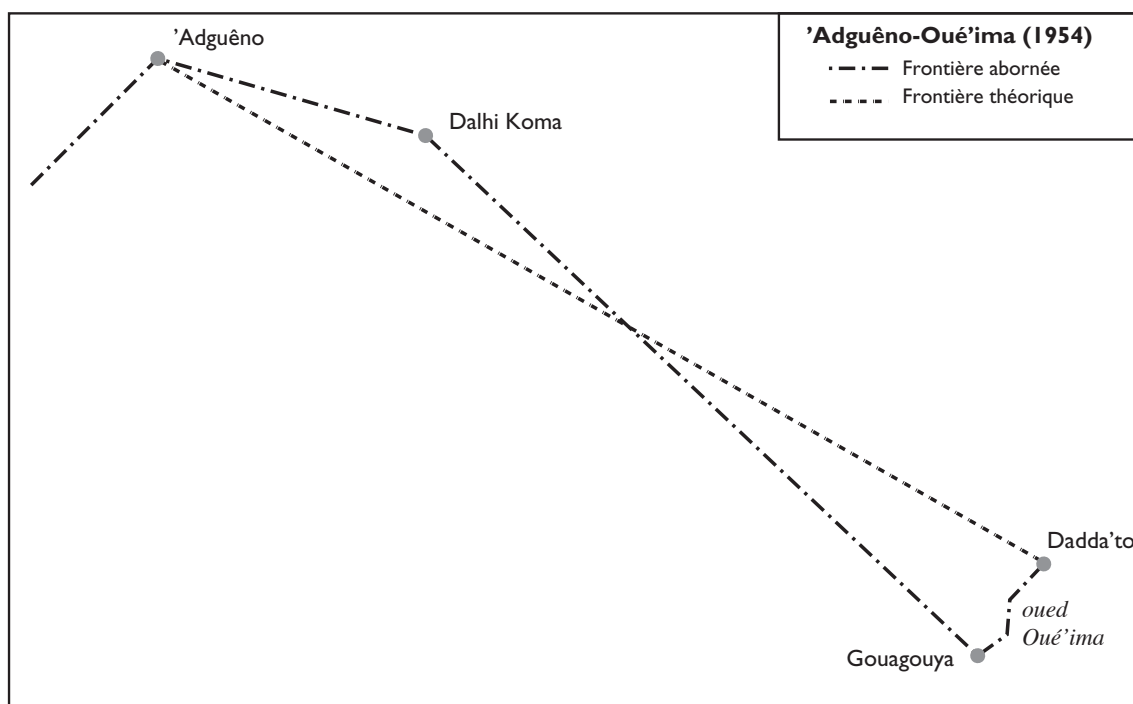 ’Adguêno
’Adguêno-Oué’ima (1954)
Frontière abornée
Frontière théorique
Dalhi Koma
Dadda’to
oued
Oué’ima
Gouagouya